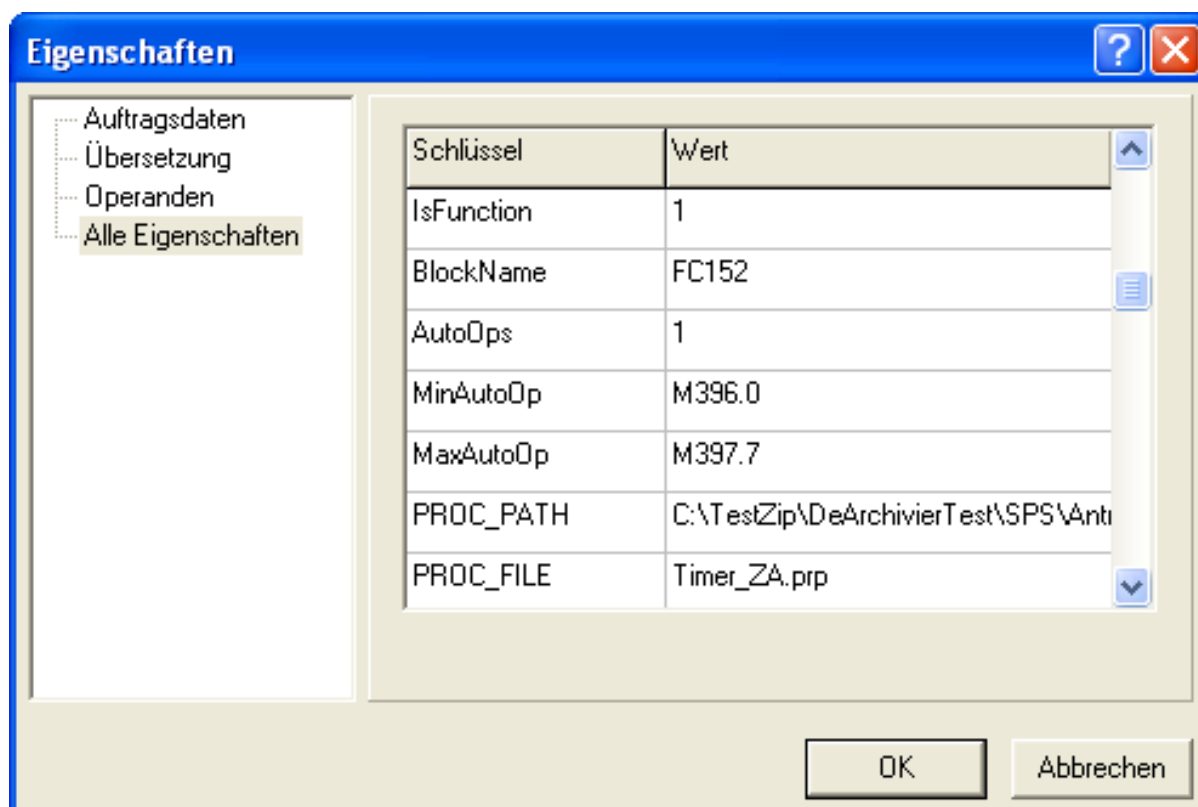 Eigenschaften
Auftragsdaten
Übersetzung
Operanden
Alle Eigenschaften
Schlüssel Wert
IsFunction 1
BlockName FC152
AutoOps 1
MinAutoOp M396.0
MaxAutoOp M397.7
PROC_PATH C:\TestZip\DeArchivierTest\SPS\Antr
PROC_FILE Timer_ZA.prp
OK Abbrechen